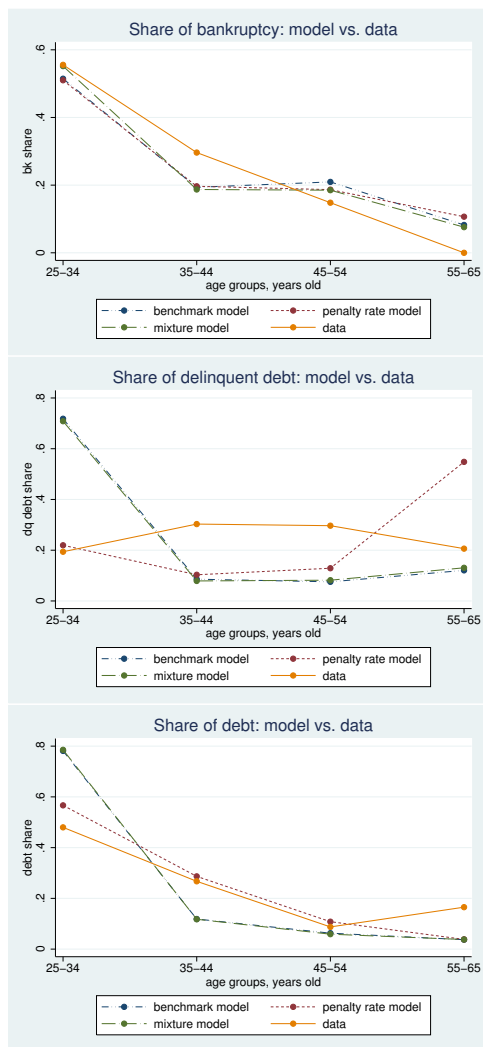 Share of bankruptcy: model vs. data
bk share
.6
.4
.2
0
25–34 35–44 45–54 55–65
age groups, years old
benchmark model penalty rate model
mixture model data
Share of delinquent debt: model vs. data
dq debt share
.8
.6
.4
.2
0
25–34 35–44 45–54 55–65
age groups, years old
benchmark model penalty rate model
mixture model data
Share of debt: model vs. data
debt share
.8
.6
.4
.2
0
25–34 35–44 45–54 55–65
age groups, years old
benchmark model penalty rate model
mixture model data